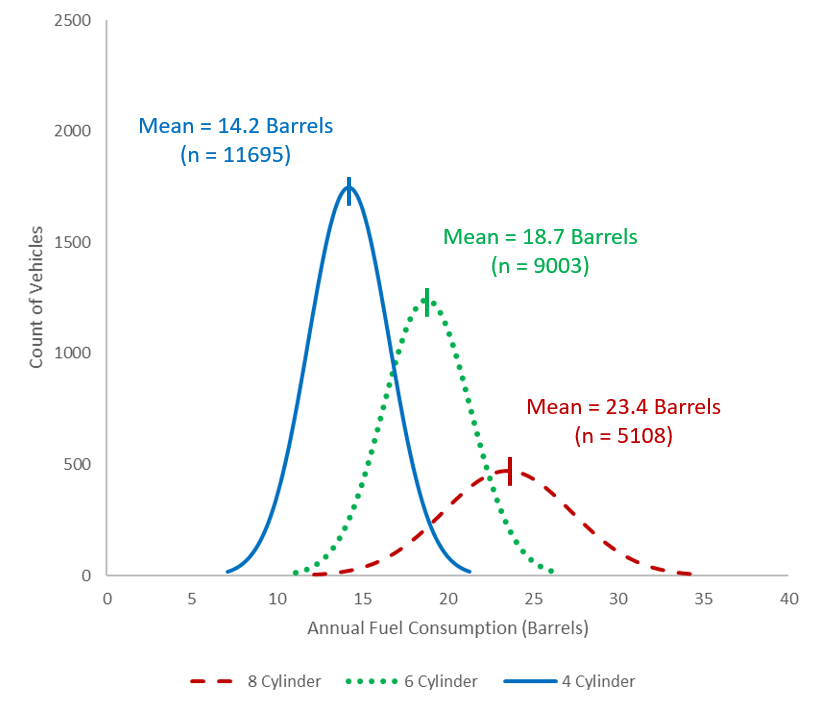 2500
2000
1500
1000
500
0
Count of Vehicles
Mean = 14.2 Barrels
(n = 11695)
Mean = 18.7 Barrels
(n = 9003)
Mean = 23.4 Barrels
(n = 5108)
0 5 10 15 20 25 30 35 40
Annual Fuel Consumption (Barrels)
8 Cylinder 6 Cylinder 4 Cylinder